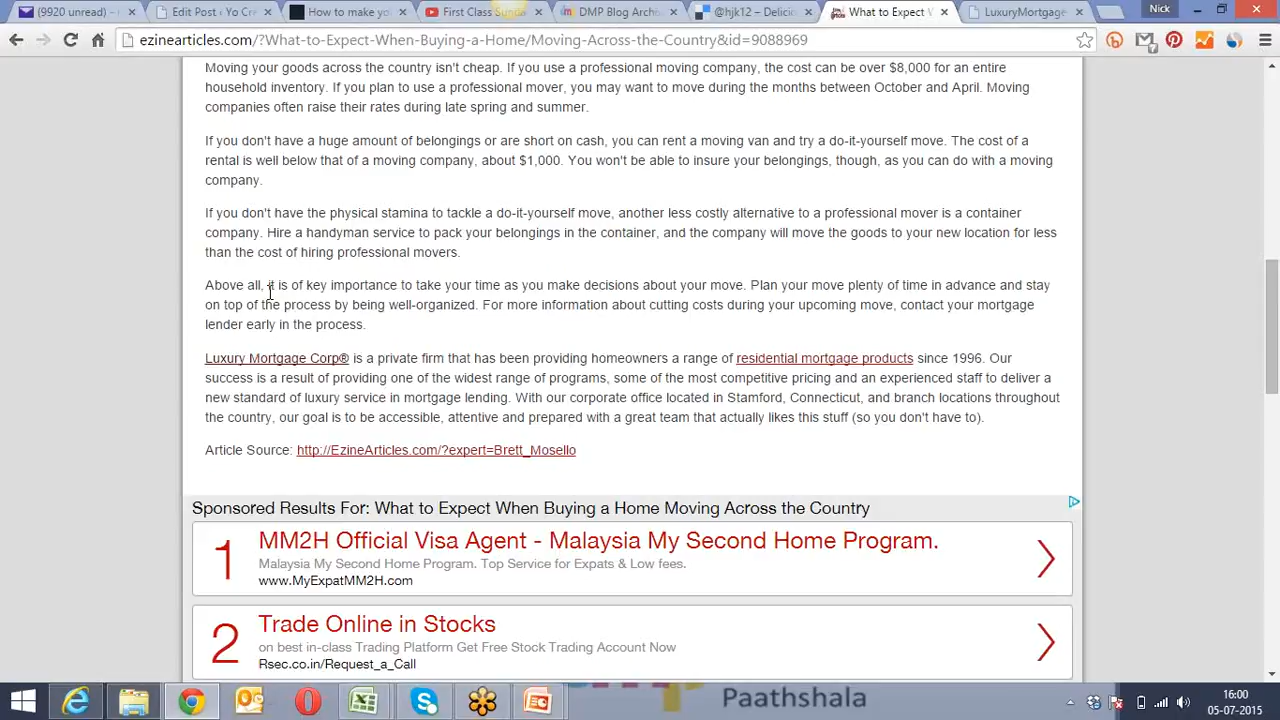 (9920 unread) -
Edit Post ‹ Yo Cre
How to make you
First Class Sunda
DMP Blog Archi
@hjk12 – Delicio
What to Expect W
LuxuryMortgage
Nick
ezinearticles.com/?What-to-Expect-When-Buying-a-Home/Moving-Across-the-Country&id=9088969
Moving your goods across the country isn't cheap. If you use a professional moving company, the cost can be over $8,000 for an entire
household inventory. If you plan to use a professional mover, you may want to move during the months between October and April. Moving
companies often raise their rates during late spring and summer.
If you don't have a huge amount of belongings or are short on cash, you can rent a moving van and try a do-it-yourself move. The cost of a
rental is well below that of a moving company, about $1,000. You won't be able to insure your belongings, though, as you can do with a moving
company.
If you don't have the physical stamina to tackle a do-it-yourself move, another less costly alternative to a professional mover is a container
company. Hire a handyman service to pack your belongings in the container, and the company will move the goods to your new location for less
than the cost of hiring professional movers.
Above all, it is of key importance to take your time as you make decisions about your move. Plan your move plenty of time in advance and stay
on top of the process by being well-organized. For more information about cutting costs during your upcoming move, contact your mortgage
lender early in the process.
Luxury Mortgage Corp® is a private firm that has been providing homeowners a range of residential mortgage products since 1996. Our
success is a result of providing one of the widest range of programs, some of the most competitive pricing and an experienced staff to deliver a
new standard of luxury service in mortgage lending. With our corporate office located in Stamford, Connecticut, and branch locations throughout
the country, our goal is to be accessible, attentive and prepared with a great team that actually likes this stuff (so you don't have to).
Article Source: http://EzineArticles.com/?expert=Brett_Mosello
Sponsored Results For: What to Expect When Buying a Home Moving Across the Country
1
MM2H Official Visa Agent - Malaysia My Second Home Program.
Malaysia My Second Home Program. Top Service for Expats & Low fees.
www.MyExpatMM2H.com
2
Trade Online in Stocks
on best in-class Trading Platform Get Free Stock Trading Account Now
Rsec.co.in/Request_a_Call
Paathshala
16:00
05-07-2015